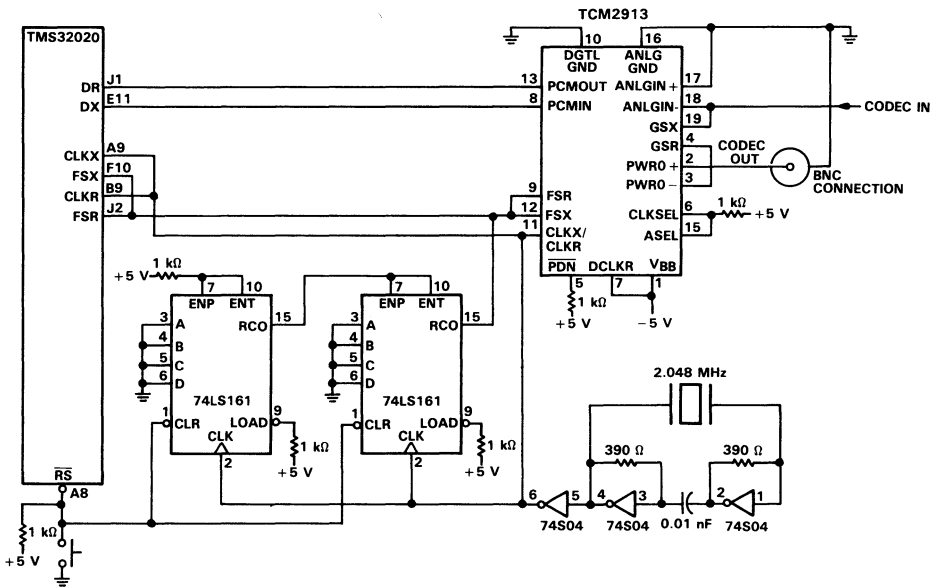 TCM2913
TMS32020
10
DGTL
GND
16
ANLG
GND
DR J1
DX E11
CLKX A9
FSX F10
CLKR B9
FSR J2
13 PCMOUT
8 PCMIN
9 FSR
12 FSX
11 CLKX/
CLKR
ANLGIN+ 17
ANLGIN- 18
GSX 19
GSR 4
PWR0 + 2
PWR0 − 3
CLKSEL 6
ASEL 15
CODEC IN
CODEC
OUT
BNC
CONNECTION
1 kΩ
+5 V
PDN
5
DCLKR
7
VBB
1
1 kΩ
+5 V
−5 V
+5 V 1 kΩ
7
ENP
10
ENT
RCO 15
3 A
4 B
5 C
6 D
74LS161
1 CLR
LOAD 9
CLK
2
1 kΩ
+5 V
7
ENP
10
ENT
RCO 15
3 A
4 B
5 C
6 D
74LS161
1 CLR
LOAD 9
CLK
2
1 kΩ
+5 V
2.048 MHz
390 Ω
390 Ω
6 5
74S04
4 3
74S04
0.01 nF
2 1
74S04
RS
A8
1 kΩ
+5 V